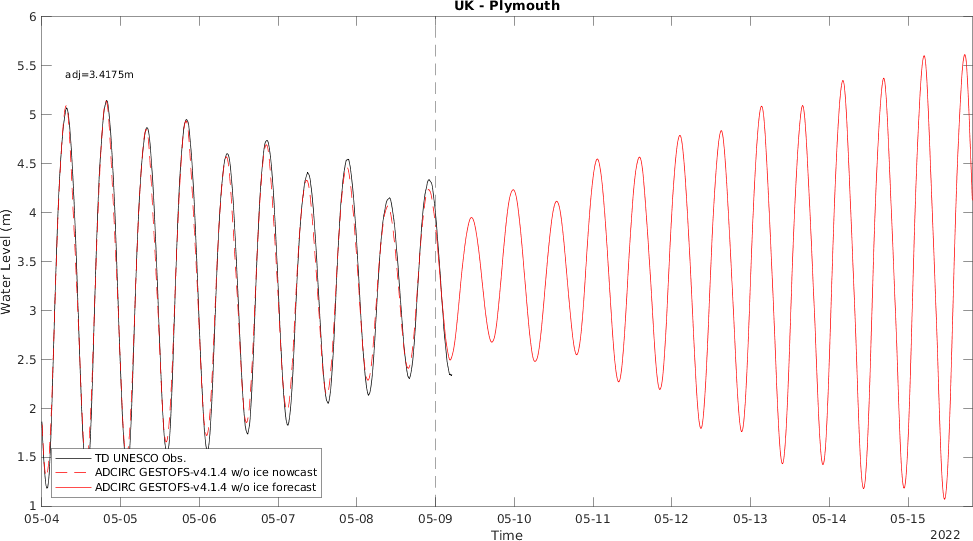 UK - Plymouth
6
5.5
5
4.5
4
3.5
3
2.5
2
1.5
1
Water Level (m)
adj=3.4175m
TD UNESCO Obs.
ADCIRC GESTOFS-v4.1.4 w/o ice nowcast
ADCIRC GESTOFS-v4.1.4 w/o ice forecast
05-04 05-05 05-06 05-07 05-08 05-09 05-10 05-11 05-12 05-13 05-14 05-15
Time
2022